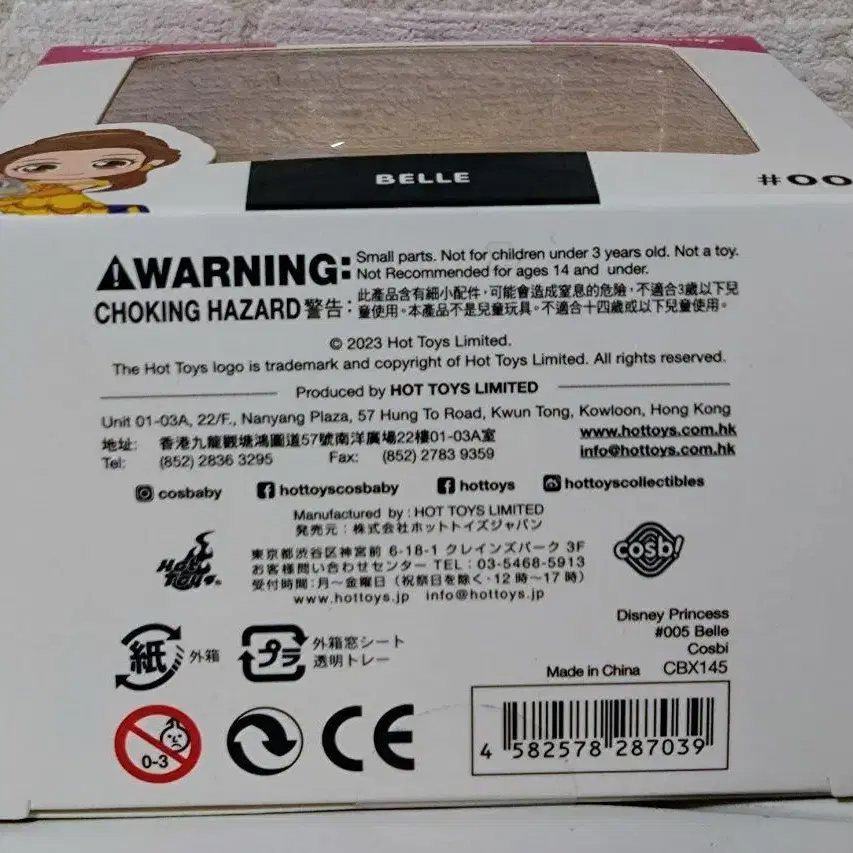 BELLE
#00
WARNING:
Small parts. Not for children under 3 years old. Not a toy.
Not Recommended for ages 14 and under.
CHOKING HAZARD 警告:
此產品含有細小配件,可能會造成窒息的危險,不適合3歲以下兒
童使用。本產品不是兒童玩具。不適合十四歲或以下兒童使用。
© 2023 Hot Toys Limited.
The Hot Toys logo is trademark and copyright of Hot Toys Limited. All rights reserved.
Produced by HOT TOYS LIMITED
Unit 01-03A, 22/F., Nanyang Plaza, 57 Hung To Road, Kwun Tong, Kowloon, Hong Kong
地址: 香港九龍觀塘鴻圖道57號南洋廣場22樓01-03A室
www.hottoys.com.hk
Tel: (852) 2836 3295 Fax: (852) 2783 9359
info@hottoys.com.hk
cosbaby hottoyscosbaby hottoys hottoyscollectibles
Manufactured by : HOT TOYS LIMITED
発売元:株式会社ホットトイズジャパン
東京都渋谷区神宮前 6-18-1 クレインズパーク 3F
お客様問い合わせセンター TEL:03-5468-5913
受付時間:月~金曜日(祝祭日を除く・12時~17時)
www.hottoys.jp info@hottoys.jp
Hot Toys
cosbi
紙 外箱
プラ 外箱窓シート
透明トレー
Disney Princess
#005 Belle
Cosbi
Made in China CBX145
0-3
CE
4 582578 287039